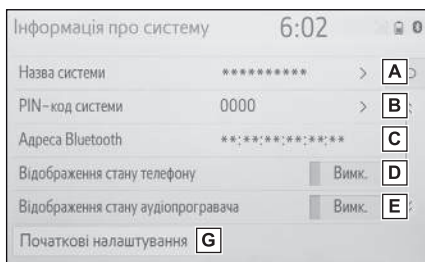 Інформація про систему 6:02
Назва системи ********** > A
PIN-код системи 0000 > B
Адреса Bluetooth **:**:**:**:**:** C
Відображення стану телефону Вимк. D
Відображення стану аудіопрогравача Вимк. E
Початкові налаштування G